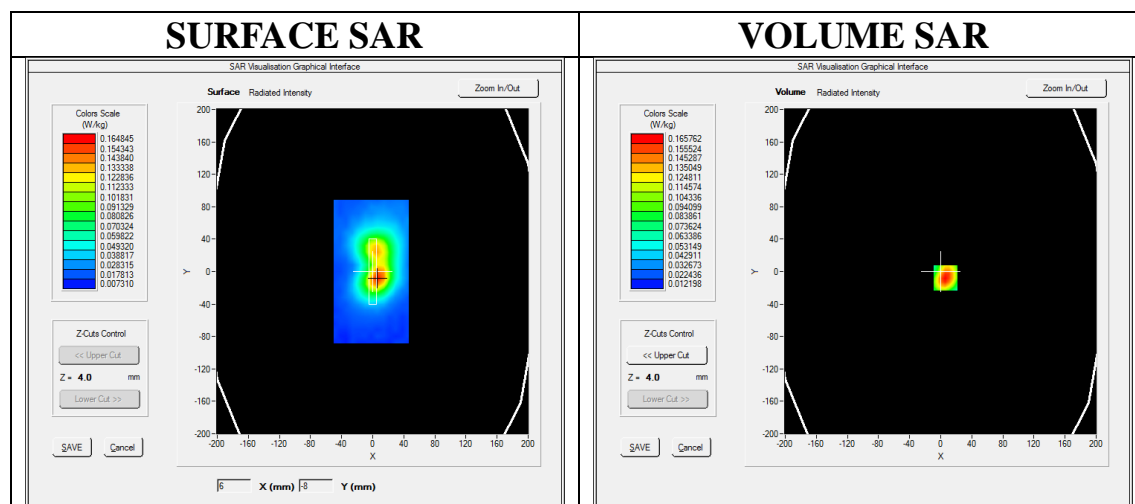 SURFACE SAR
VOLUME SAR
SAR Visualisation Graphical Interface
Surface Radiated Intensity
Zoom In/Out
Colors Scale
(W/kg)
0.164845
0.154343
0.143840
0.133338
0.122836
0.112333
0.101831
0.091329
0.080826
0.070324
0.059822
0.049320
0.038817
0.028315
0.017813
0.007310
200
160
120
80
40
0
-40
-80
-120
-160
-200
Y
-200 -160 -120 -80 -40 0 40 80 120 160 200
X
Z-Cuts Control
<< Upper Cut
Z = 4.0 mm
Lower Cut >>
SAVE Cancel
6 X (mm) -8 Y (mm)
SAR Visualisation Graphical Interface
Volume Radiated Intensity
Zoom In/Out
Colors Scale
(W/kg)
0.165762
0.155524
0.145287
0.135049
0.124811
0.114574
0.104336
0.094099
0.083861
0.073624
0.063386
0.053149
0.042911
0.032673
0.022436
0.012198
200
160
120
80
40
0
-40
-80
-120
-160
-200
Y
-200 -160 -120 -80 -40 0 40 80 120 160 200
X
Z-Cuts Control
<< Upper Cut
Z = 4.0 mm
Lower Cut >>
SAVE Cancel